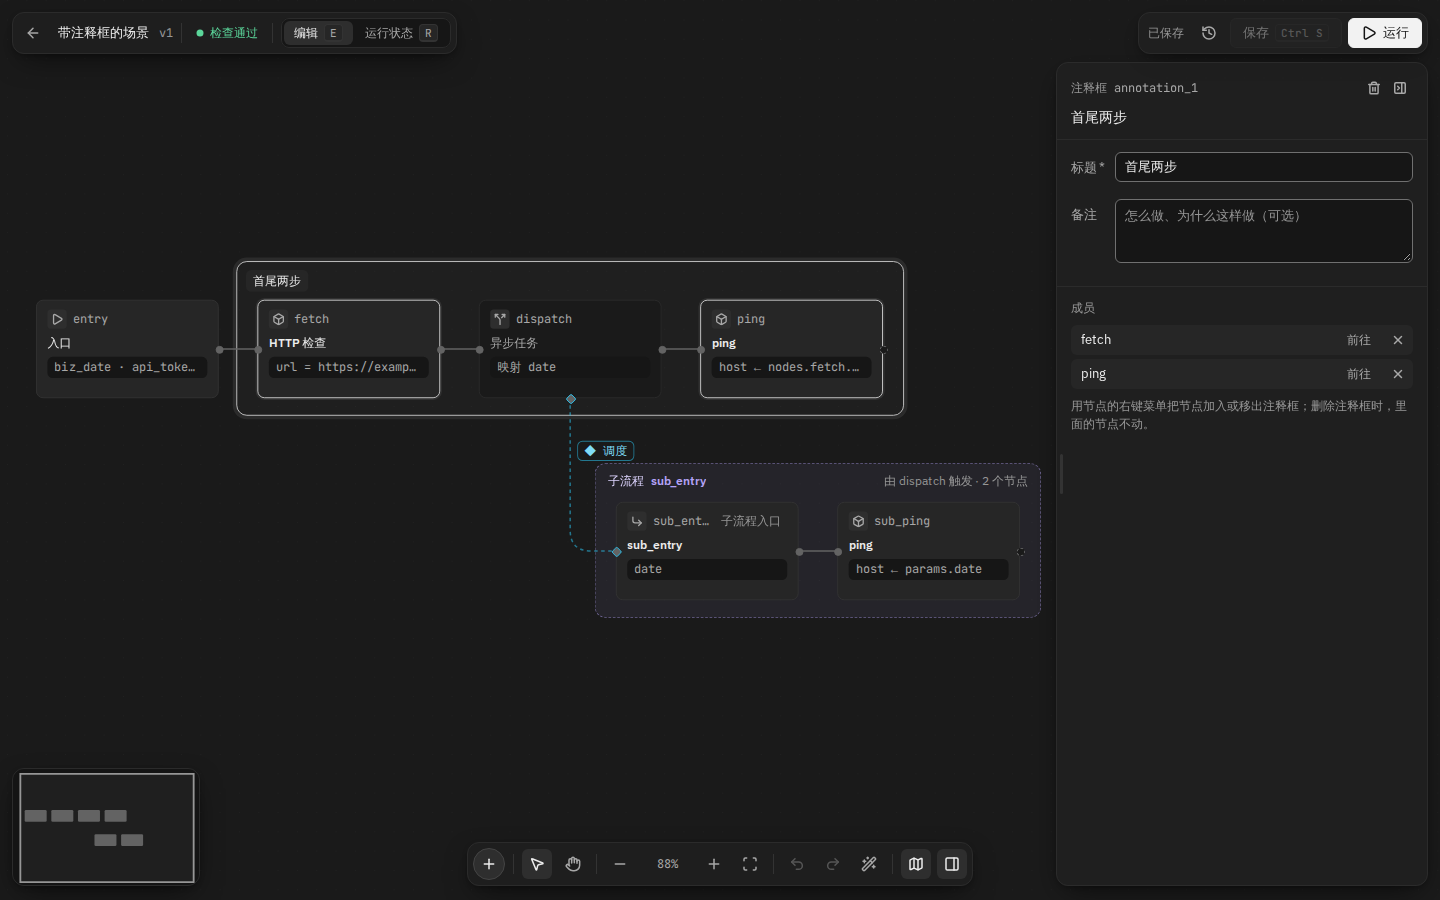 带注释框的场景 v1 检查通过 编辑 E 运行状态 R
已保存 保存 Ctrl S 运行
注释框 annotation_1
首尾两步
标题* 首尾两步
备注 怎么做、为什么这样做（可选）
成员
fetch 前往
ping 前往
用节点的右键菜单把节点加入或移出注释框；删除注释框时，里
面的节点不动。
首尾两步
entry
入口
biz_date · api_toke…
fetch
HTTP 检查
url = https://examp…
dispatch
异步任务
映射 date
ping
ping
host ← nodes.fetch.…
调度
子流程 sub_entry 由 dispatch 触发 · 2 个节点
sub_ent… 子流程入口
sub_entry
date
sub_ping
ping
host ← params.date
88%